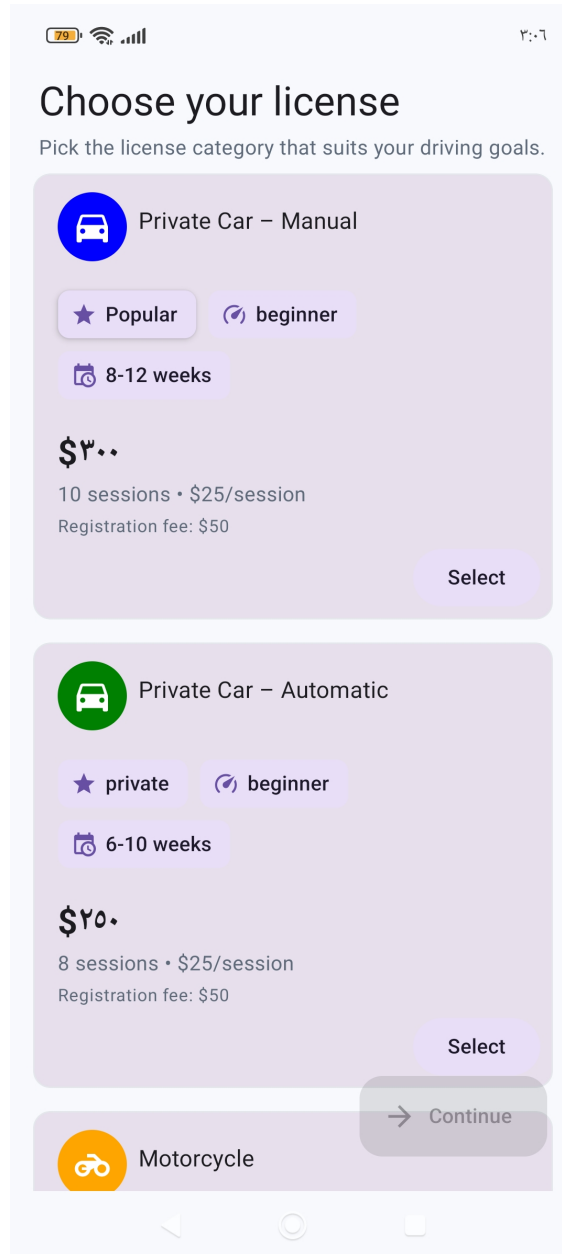 79
٣:٠٦
Choose your license
Pick the license category that suits your driving goals.
Private Car – Manual
Popular
beginner
8-12 weeks
$٣٠٠
10 sessions • $25/session
Registration fee: $50
Select
Private Car – Automatic
private
beginner
6-10 weeks
$٢٥٠
8 sessions • $25/session
Registration fee: $50
Select
Continue
Motorcycle